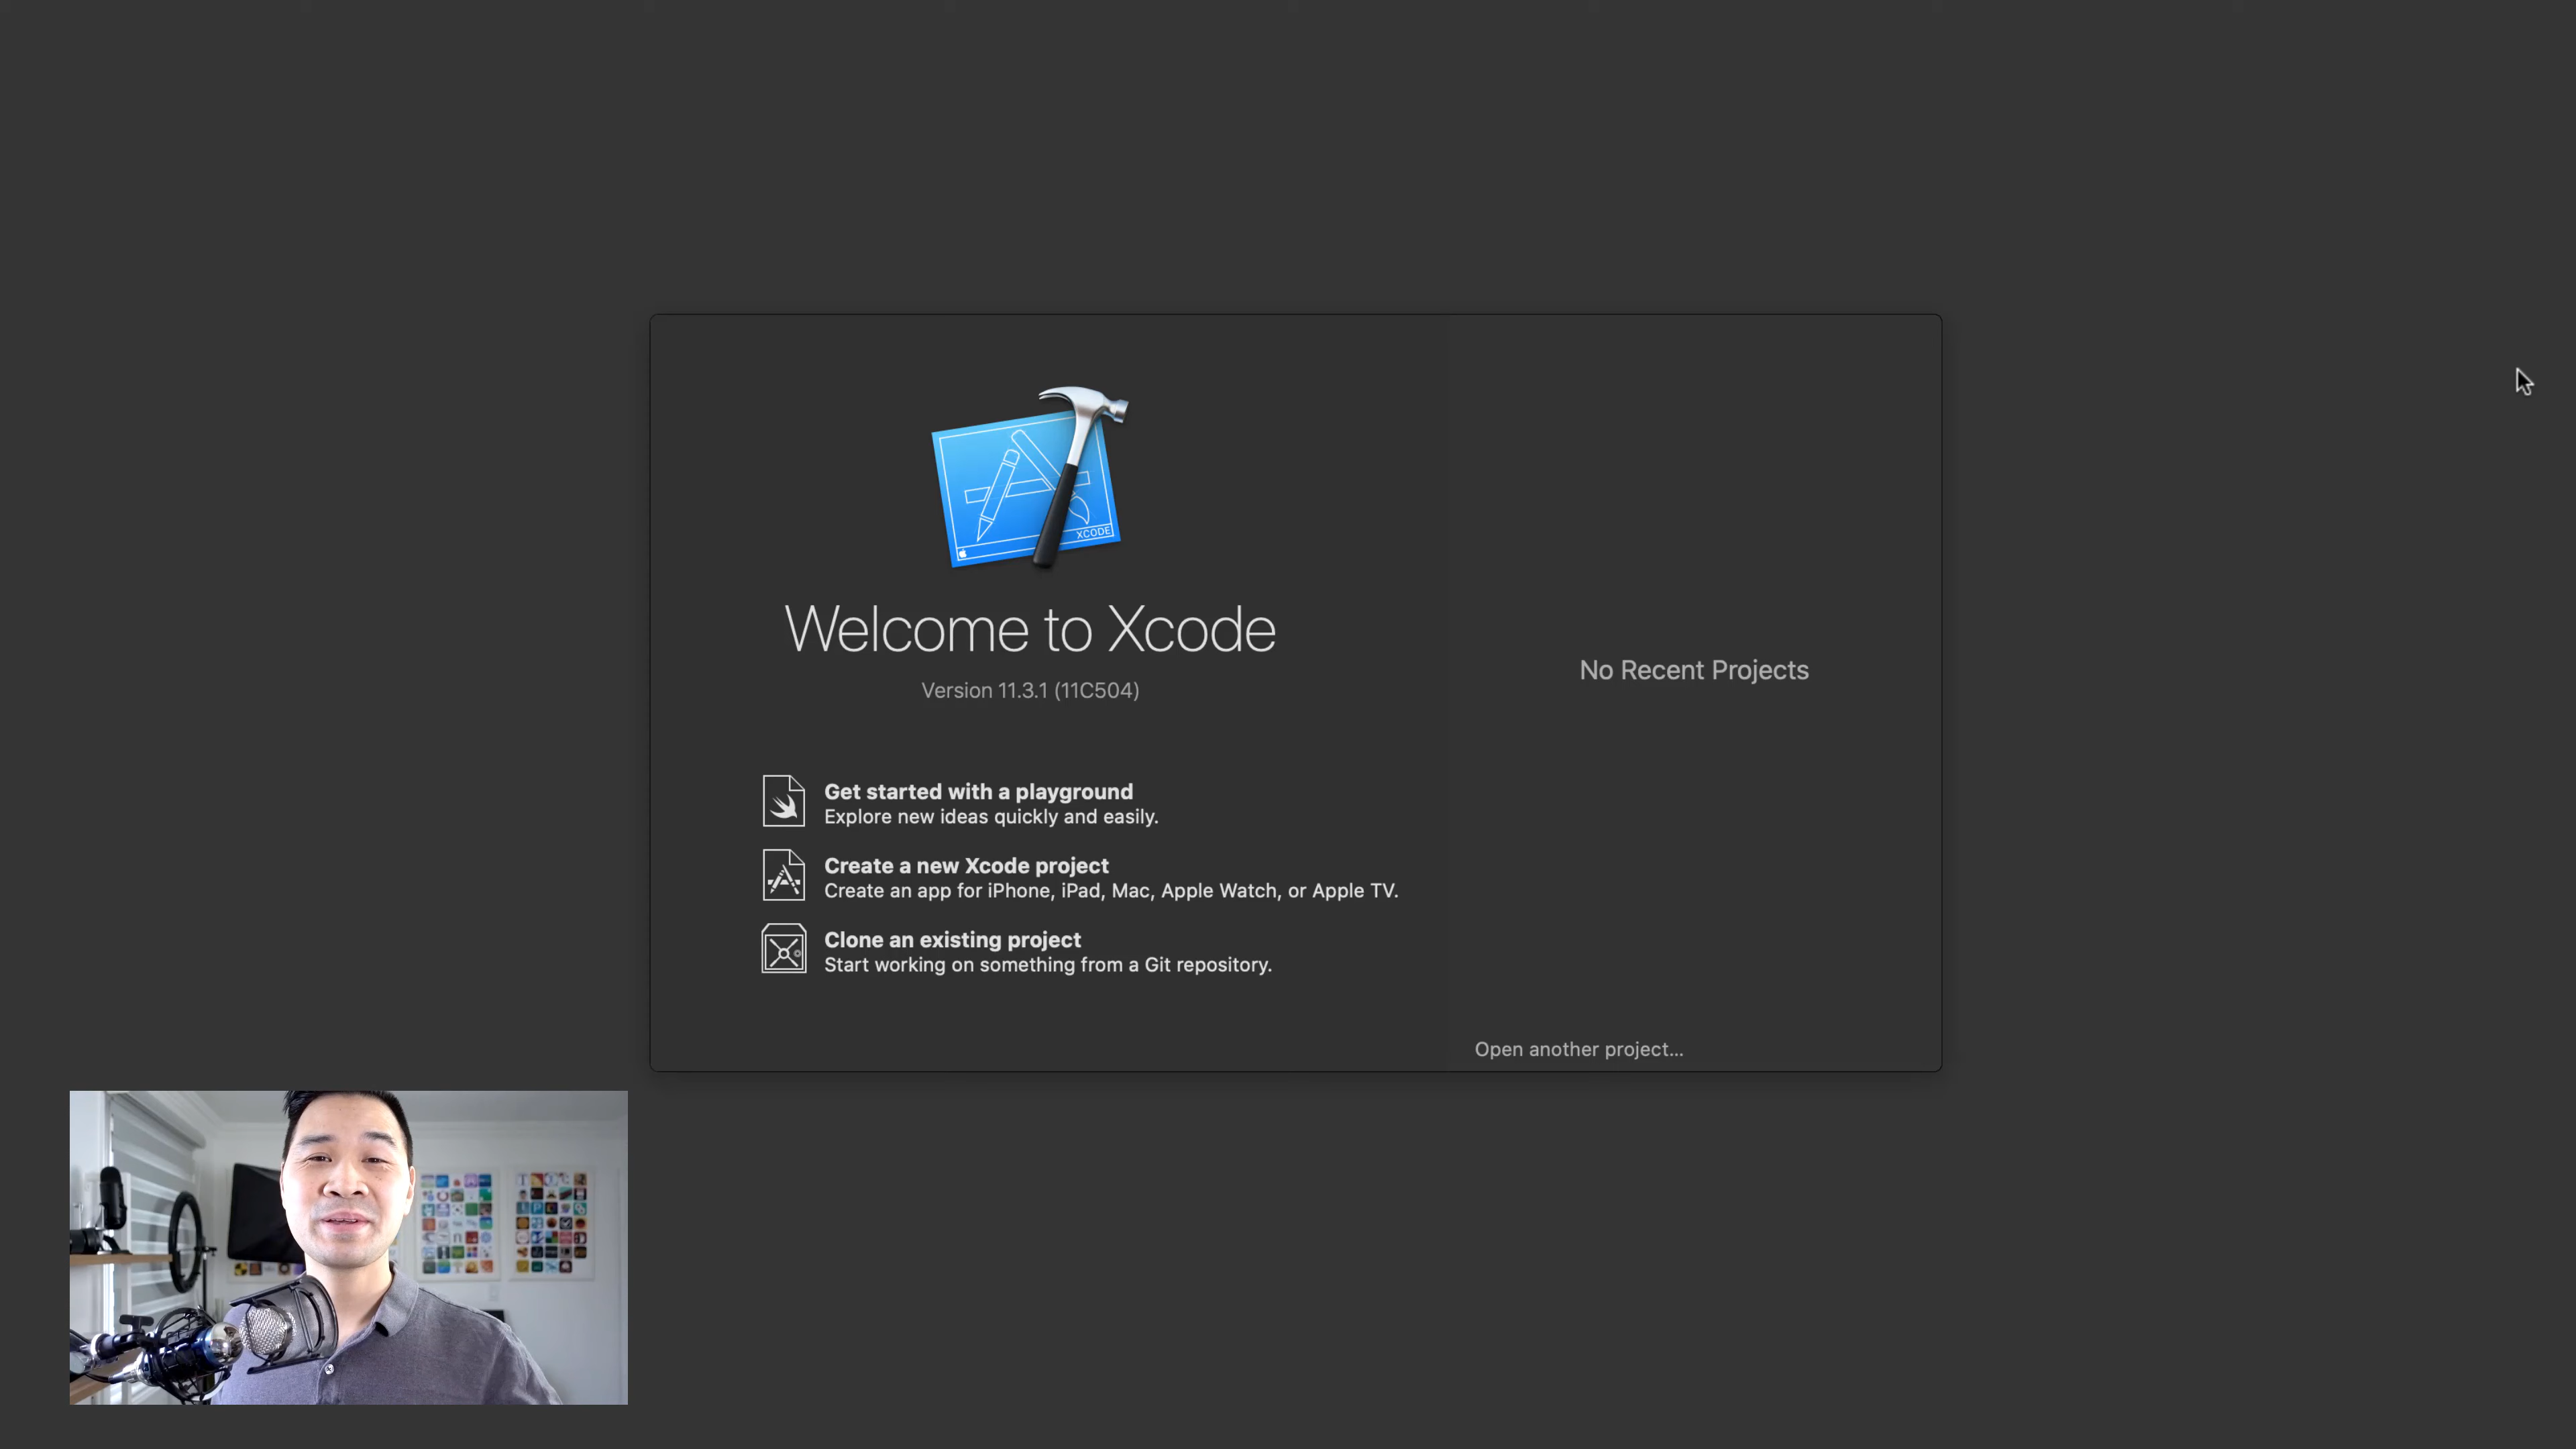 XCODE
Welcome to Xcode
Version 11.3.1 (11C504)
Get started with a playground
Explore new ideas quickly and easily.
Create a new Xcode project
Create an app for iPhone, iPad, Mac, Apple Watch, or Apple TV.
Clone an existing project
Start working on something from a Git repository.
No Recent Projects
Open another project...